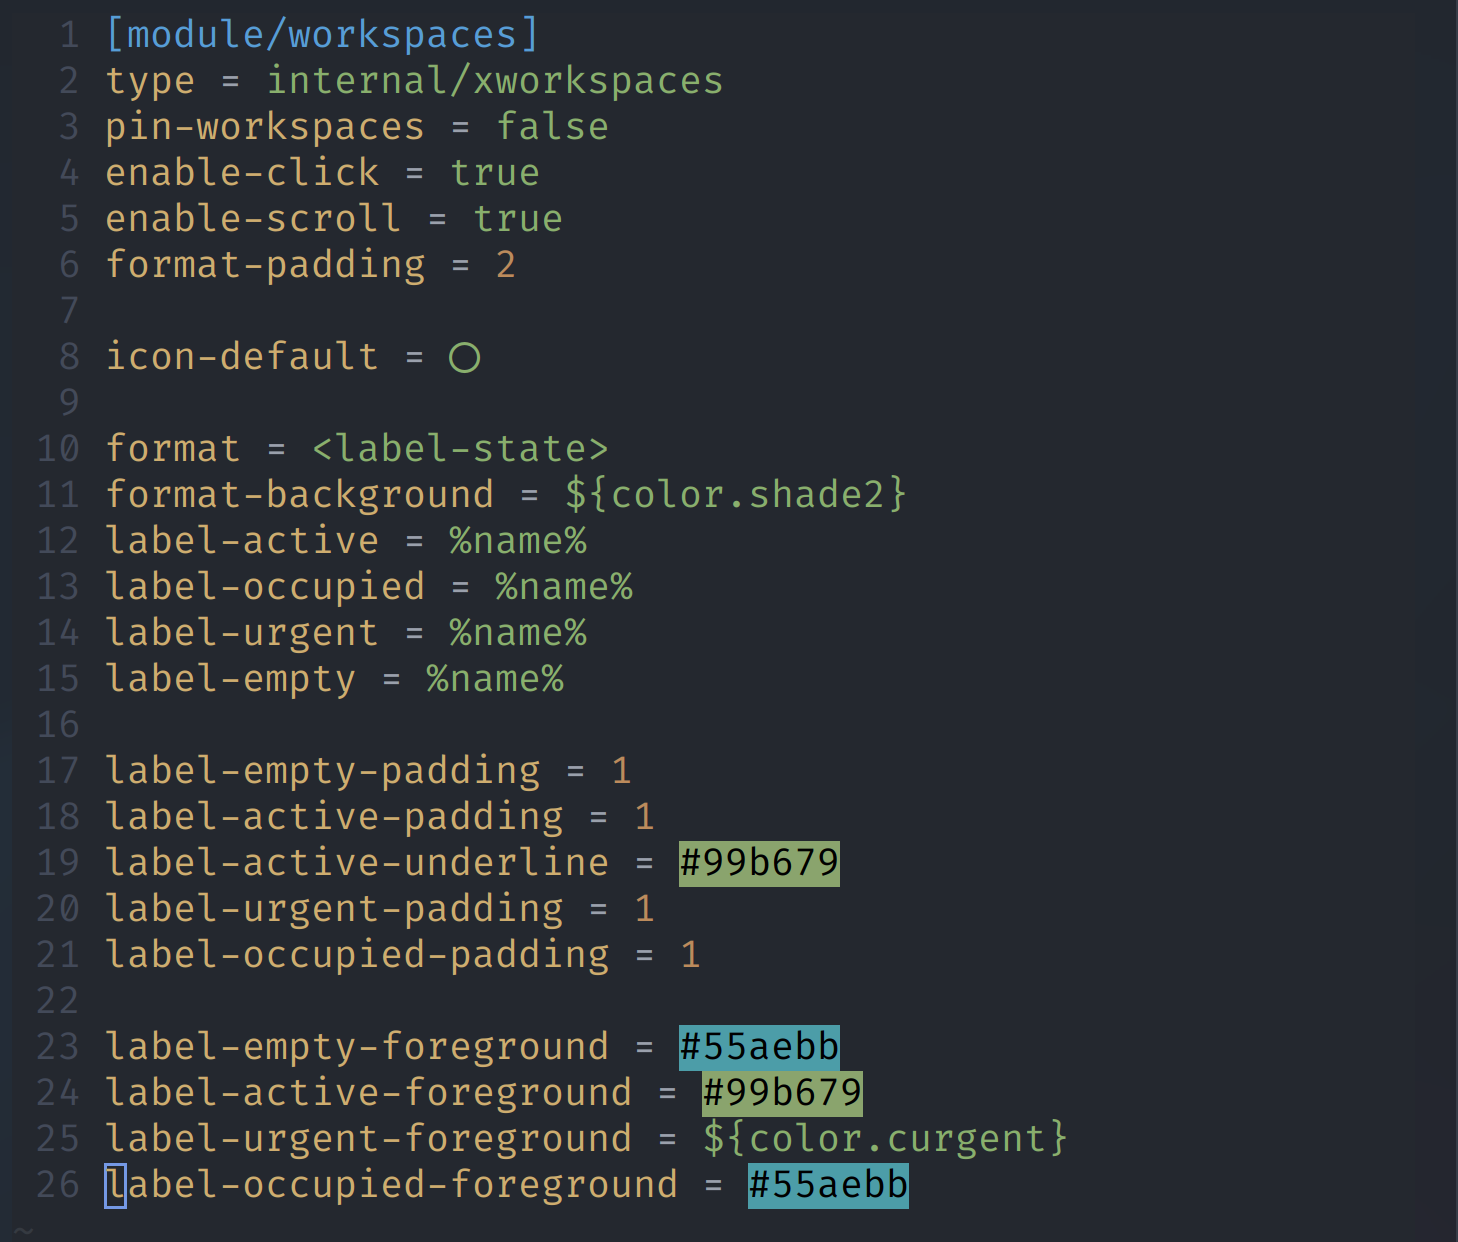 1 [module/workspaces]
2 type = internal/xworkspaces
3 pin-workspaces = false
4 enable-click = true
5 enable-scroll = true
6 format-padding = 2
7
8 icon-default = ○
9
10 format = <label-state>
11 format-background = ${color.shade2}
12 label-active = %name%
13 label-occupied = %name%
14 label-urgent = %name%
15 label-empty = %name%
16
17 label-empty-padding = 1
18 label-active-padding = 1
19 label-active-underline = #99b679
20 label-urgent-padding = 1
21 label-occupied-padding = 1
22
23 label-empty-foreground = #55aebb
24 label-active-foreground = #99b679
25 label-urgent-foreground = ${color.curgent}
26 label-occupied-foreground = #55aebb
~